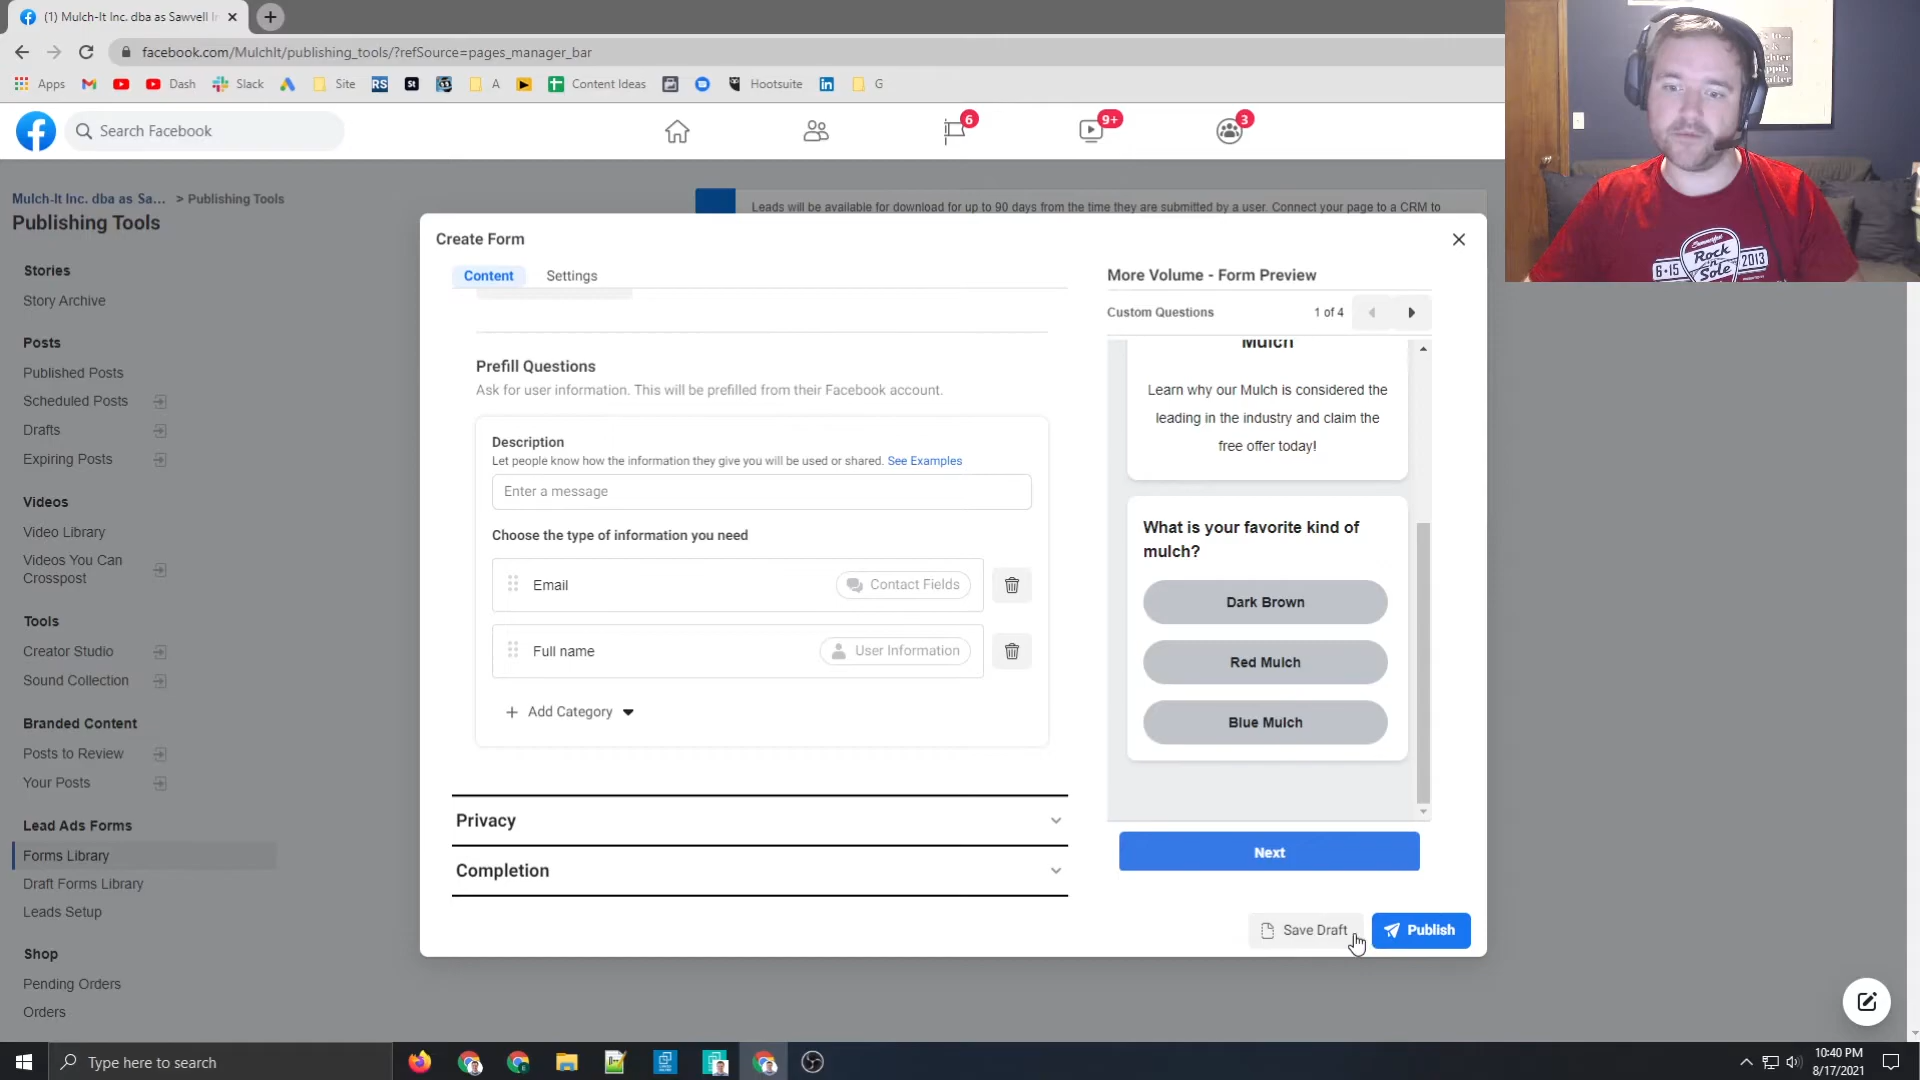 (1) Mulch-It Inc. dba as Sawvell In
facebook.com/MulchIt/publishing_tools/?refSource=pages_manager_bar
Apps Dash Slack Site RS St A Content Ideas Hootsuite G
Search Facebook
6
9+
3
Mulch-It Inc. dba as Sa... > Publishing Tools
Publishing Tools
Stories
Story Archive
Posts
Published Posts
Scheduled Posts
Drafts
Expiring Posts
Videos
Video Library
Videos You Can
Crosspost
Tools
Creator Studio
Sound Collection
Branded Content
Posts to Review
Your Posts
Lead Ads Forms
Forms Library
Draft Forms Library
Leads Setup
Shop
Pending Orders
Orders
Leads will be available for download for up to 90 days from the time they are submitted by a user. Connect your page to a CRM to
Create Form
Content Settings
Prefill Questions
Ask for user information. This will be prefilled from their Facebook account.
Description
Let people know how the information they give you will be used or shared. See Examples
Enter a message
Choose the type of information you need
Email Contact Fields
Full name User Information
+ Add Category
Privacy
Completion
More Volume - Form Preview
Custom Questions 1 of 4
Mulch
Learn why our Mulch is considered the
leading in the industry and claim the
free offer today!
What is your favorite kind of
mulch?
Dark Brown
Red Mulch
Blue Mulch
Next
Save Draft Publish
Summerfest
Rock
'n
Sole
6-15 2013
Type here to search
10:40 PM
8/17/2021